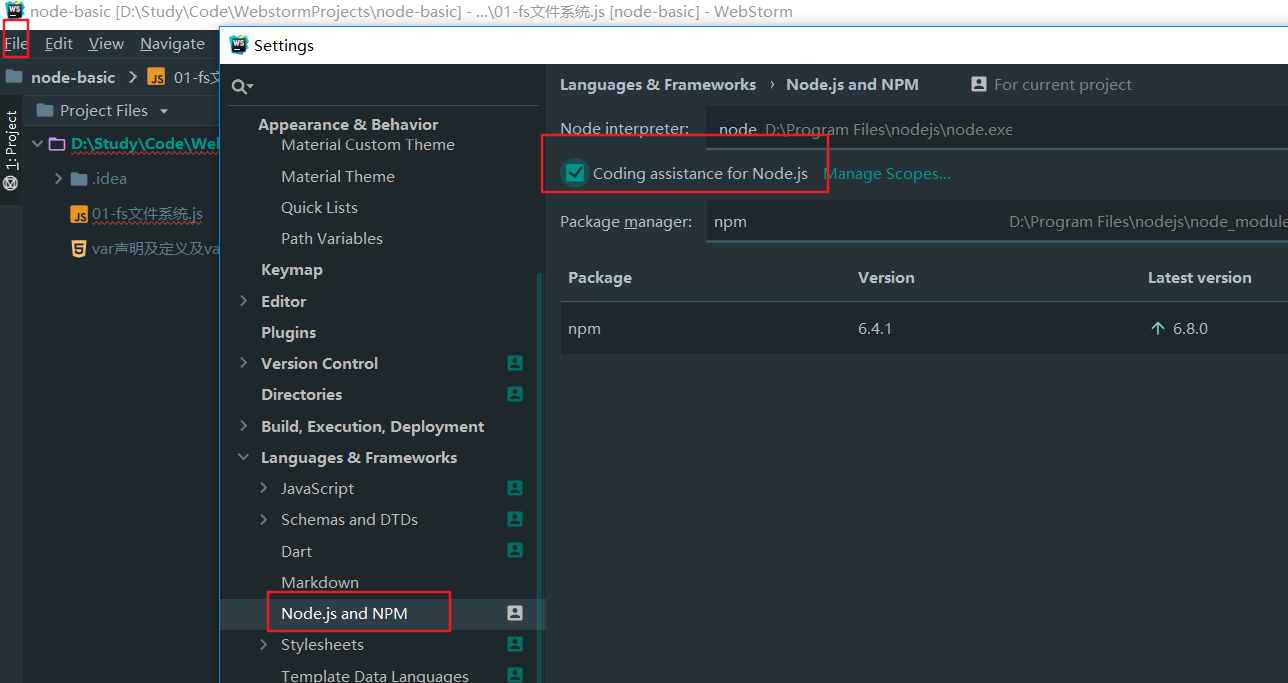 node-basic [D:\Study\Code\WebstormProjects\node-basic] - ...\01-fs文件系统.js [node-basic] - WebStorm
File Edit View Navigate
node-basic
JS 01-fs
Project Files
1: Project
D:\Study\Code\Wel
.idea
JS 01-fs文件系统.js
var声明及定义及va
WS Settings
Appearance & Behavior
Material Custom Theme
Material Theme
Quick Lists
Path Variables
Keymap
Editor
Plugins
Version Control
Directories
Build, Execution, Deployment
Languages & Frameworks
JavaScript
Schemas and DTDs
Dart
Markdown
Node.js and NPM
Stylesheets
Template Data Languages
Languages & Frameworks › Node.js and NPM For current project
Node interpreter: node D:\Program Files\nodejs\node.exe
Coding assistance for Node.js Manage Scopes...
Package manager: npm D:\Program Files\nodejs\node_module
Package Version Latest version
npm 6.4.1 6.8.0